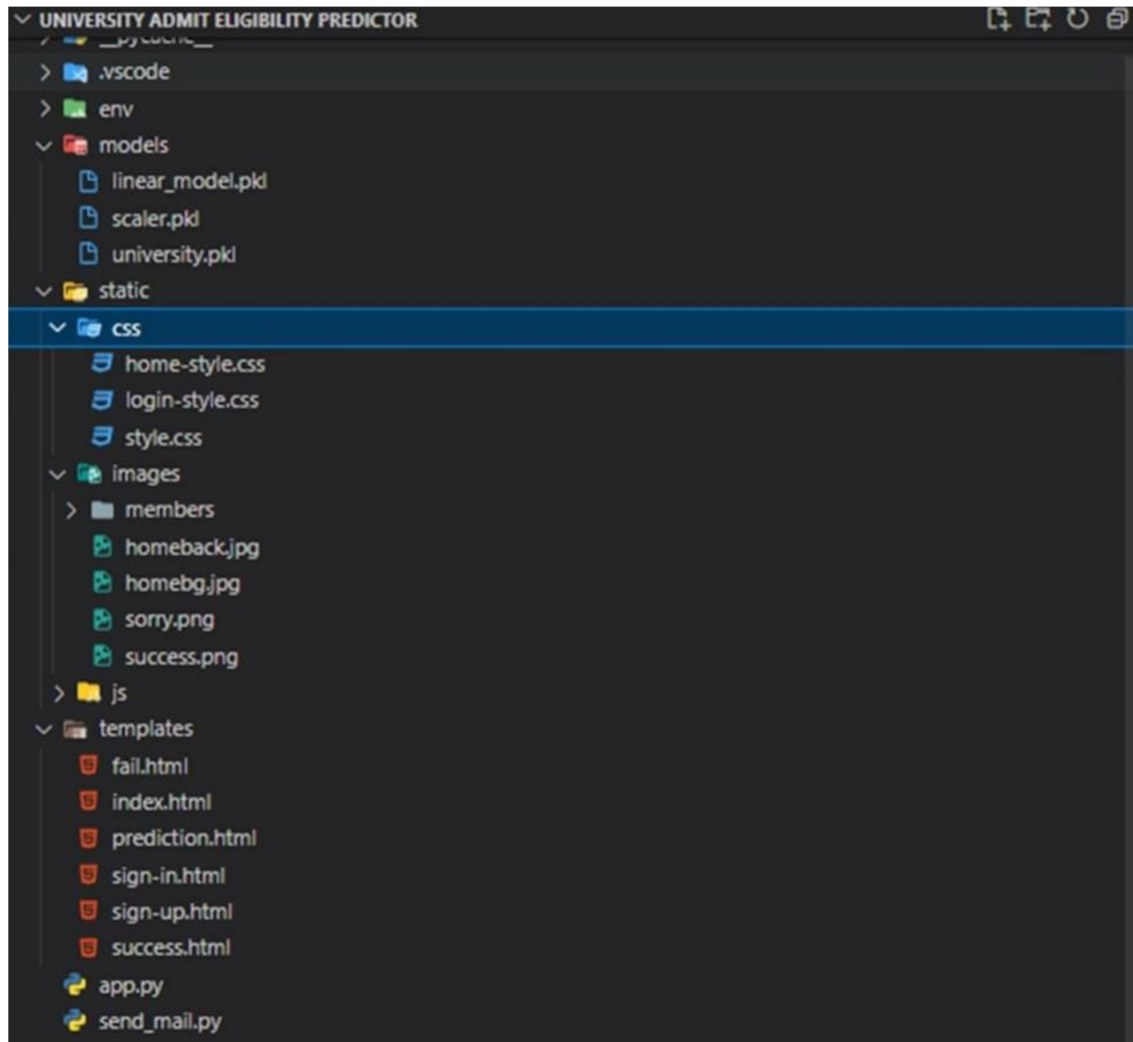 UNIVERSITY ADMIT ELIGIBILITY PREDICTOR
__pycache__
.vscode
env
models
linear_model.pkl
scaler.pkl
university.pkl
static
css
home-style.css
login-style.css
style.css
images
members
homeback.jpg
homebg.jpg
sorry.png
success.png
js
templates
fail.html
index.html
prediction.html
sign-in.html
sign-up.html
success.html
app.py
send_mail.py